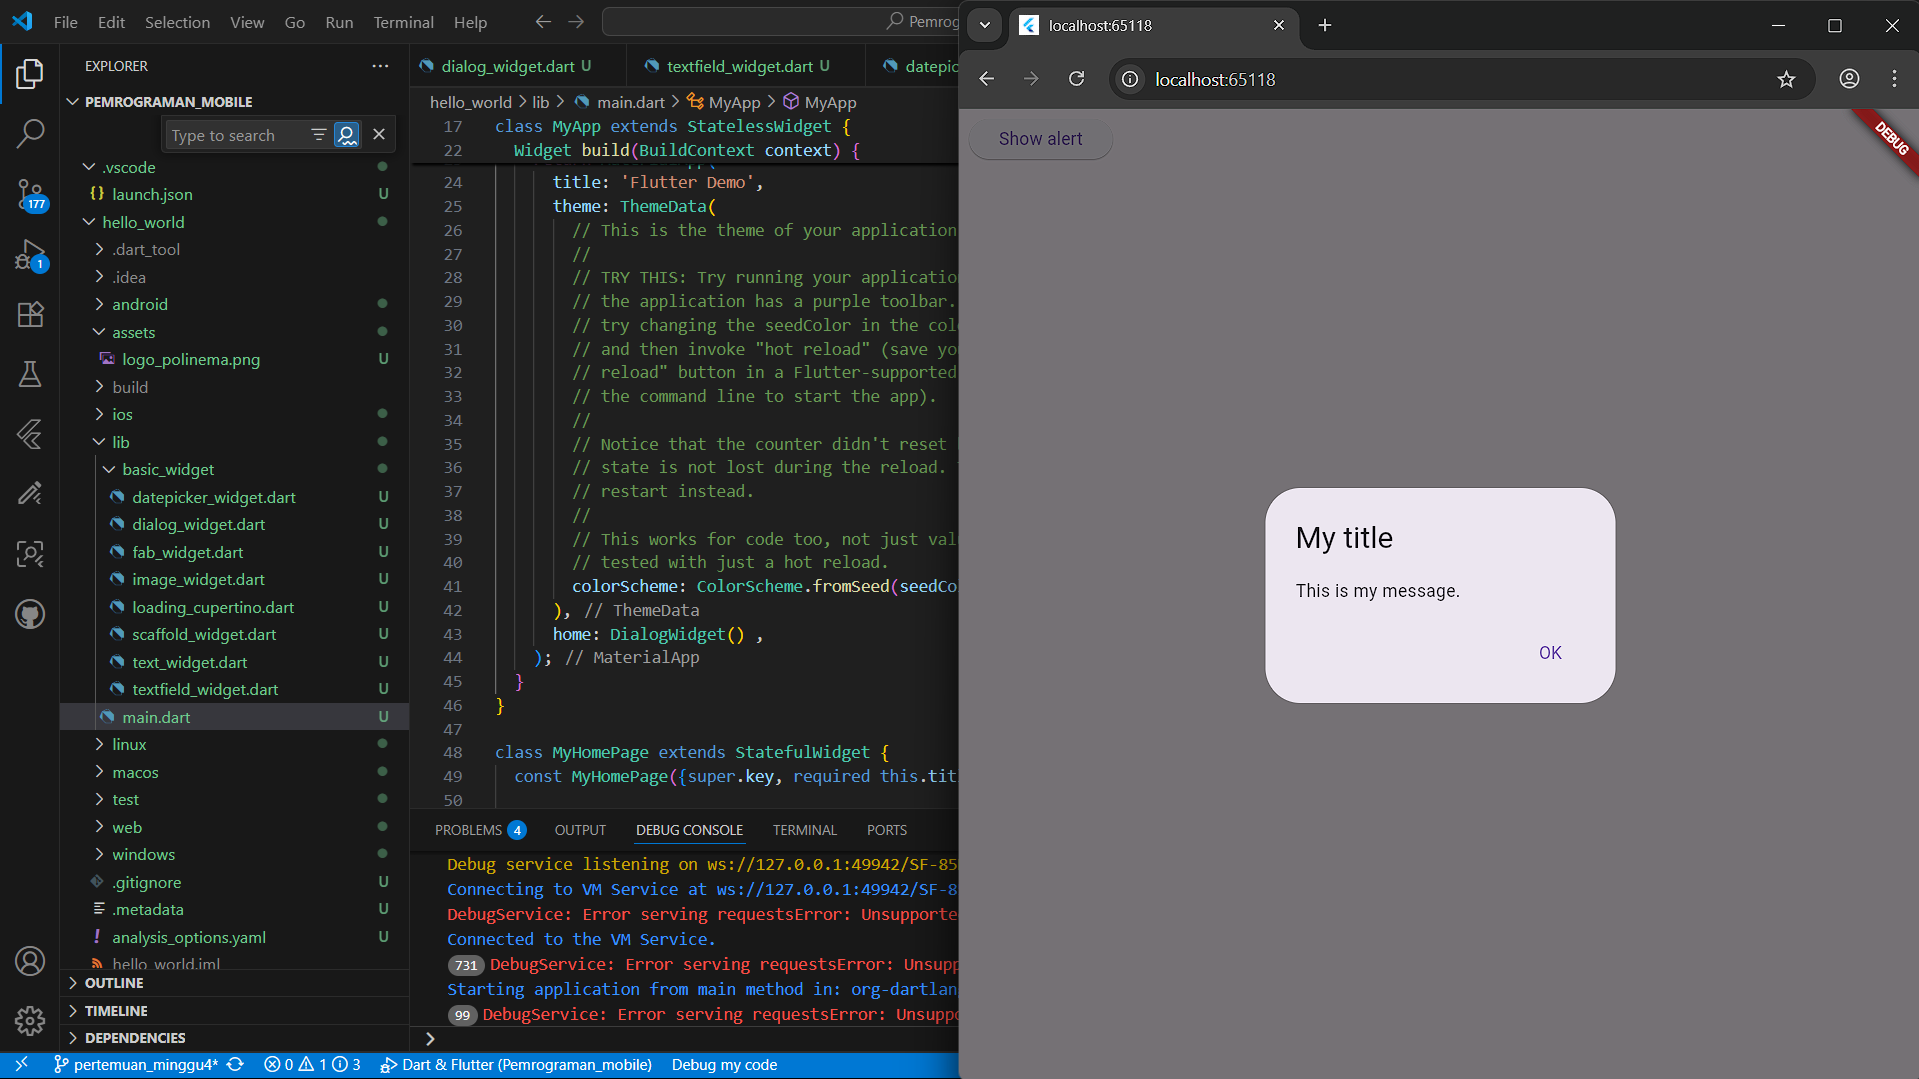 File Edit Selection View Go Run Terminal Help
Pemrog
EXPLORER
PEMROGRAMAN_MOBILE
Type to search
.vscode
launch.json U
hello_world
.dart_tool
.idea
android
assets
logo_polinema.png U
build
ios
lib
basic_widget
datepicker_widget.dart U
dialog_widget.dart U
fab_widget.dart U
image_widget.dart U
loading_cupertino.dart U
scaffold_widget.dart U
text_widget.dart U
textfield_widget.dart U
main.dart U
linux
macos
test
web
windows
.gitignore U
.metadata U
analysis_options.yaml U
hello_world.iml
OUTLINE
TIMELINE
DEPENDENCIES
177
1
dialog_widget.dart U textfield_widget.dart U datepic
hello_world > lib > main.dart > MyApp > MyApp
17 class MyApp extends StatelessWidget {
22 Widget build(BuildContext context) {
24 title: 'Flutter Demo',
25 theme: ThemeData(
26 // This is the theme of your application
27 //
28 // TRY THIS: Try running your applicatio
29 // the application has a purple toolbar.
30 // try changing the seedColor in the col
31 // and then invoke "hot reload" (save yo
32 // reload" button in a Flutter-supported
33 // the command line to start the app).
34 //
35 // Notice that the counter didn't reset
36 // state is not lost during the reload.
37 // restart instead.
38 //
39 // This works for code too, not just val
40 // tested with just a hot reload.
41 colorScheme: ColorScheme.fromSeed(seedCo
42 ), // ThemeData
43 home: DialogWidget() ,
44 ); // MaterialApp
45 }
46 }
47
48 class MyHomePage extends StatefulWidget {
49 const MyHomePage({super.key, required this.tit
50
PROBLEMS 4 OUTPUT DEBUG CONSOLE TERMINAL PORTS
Debug service listening on ws://127.0.0.1:49942/SF-85
Connecting to VM Service at ws://127.0.0.1:49942/SF-8
DebugService: Error serving requestsError: Unsupporte
Connected to the VM Service.
731 DebugService: Error serving requestsError: Unsupp
Starting application from main method in: org-dartlan
99 DebugService: Error serving requestsError: Unsupp
pertemuan_minggu4* 0 1 3 Dart & Flutter (Pemrograman_mobile) Debug my code
localhost:65118
localhost:65118
Show alert
DEBUG
My title
This is my message.
OK